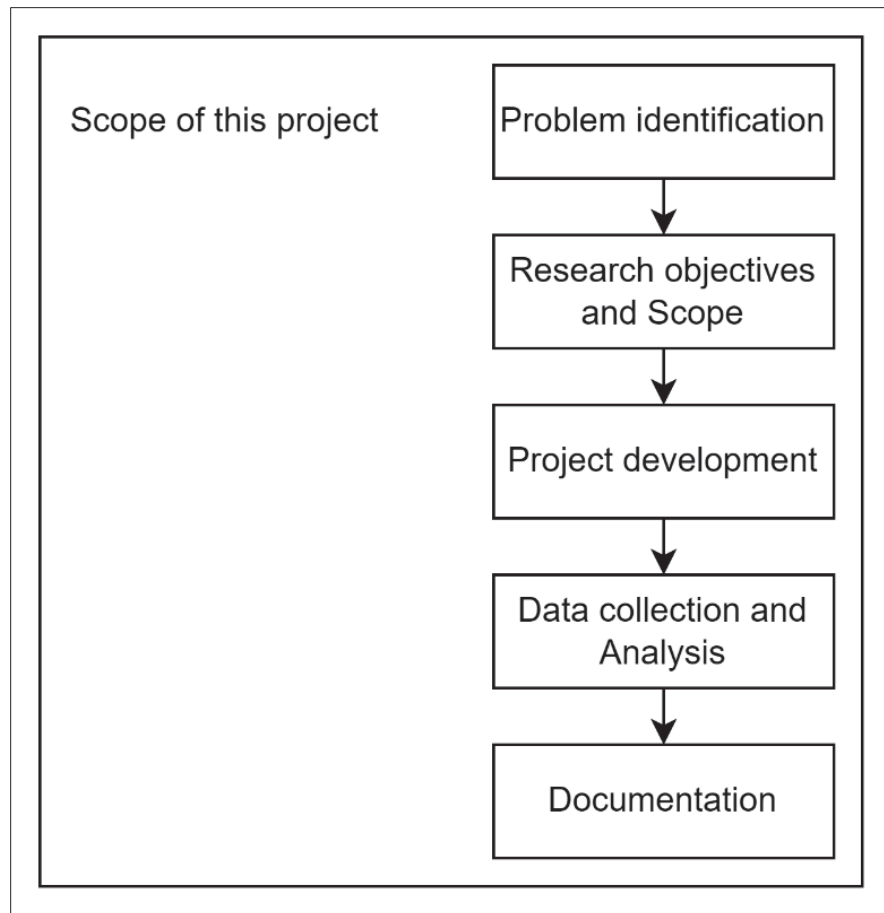 Scope of this project
Problem identification
Research objectives
and Scope
Project development
Data collection and
Analysis
Documentation